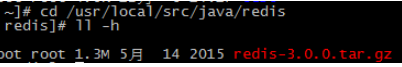 ~]# cd /usr/local/src/java/redis
redis]# ll -h
oot root 1.3M 5月 14 2015 redis-3.0.0.tar.gz